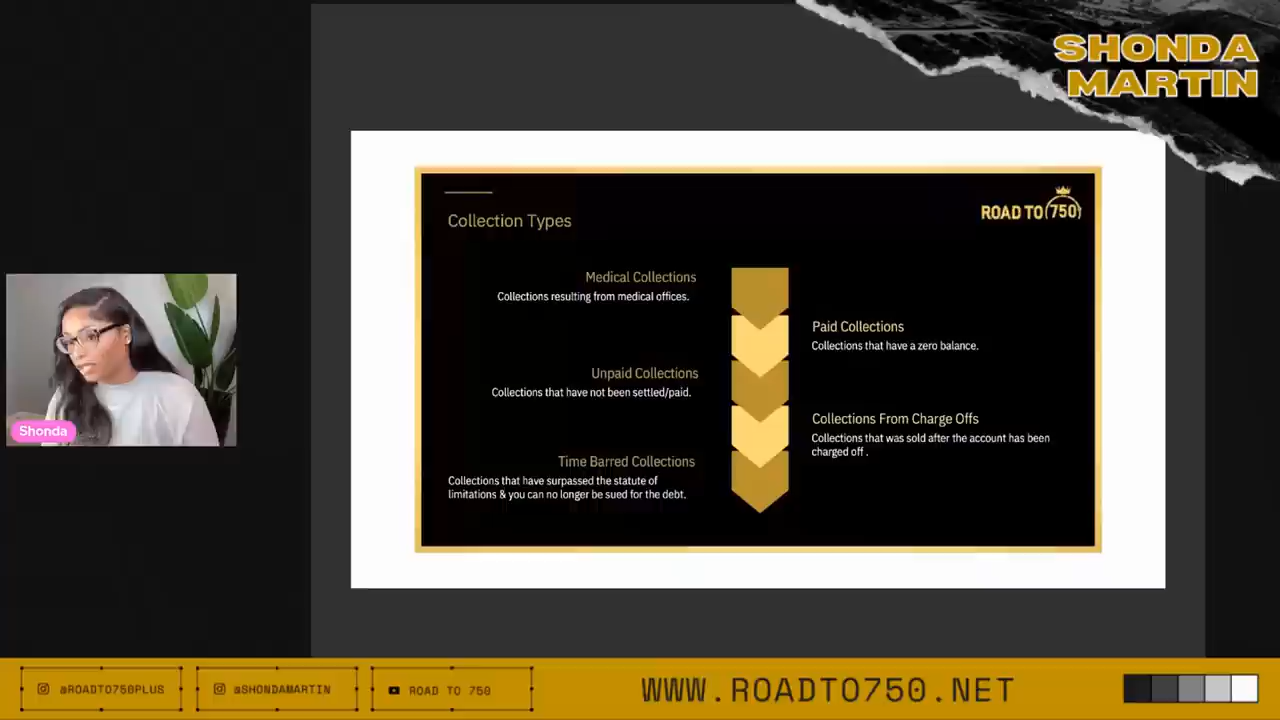 SHONDA
MARTIN
Collection Types
ROAD TO 750
Medical Collections
Collections resulting from medical offices.
Paid Collections
Collections that have a zero balance.
Unpaid Collections
Collections that have not been settled/paid.
Collections From Charge Offs
Collections that was sold after the account has been
charged off .
Time Barred Collections
Collections that have surpassed the statute of
limitations & you can no longer be sued for the debt.
Shonda
@ROADTO750PLUS
@SHONDAMARTIN
ROAD TO 750
WWW.ROADTO750.NET